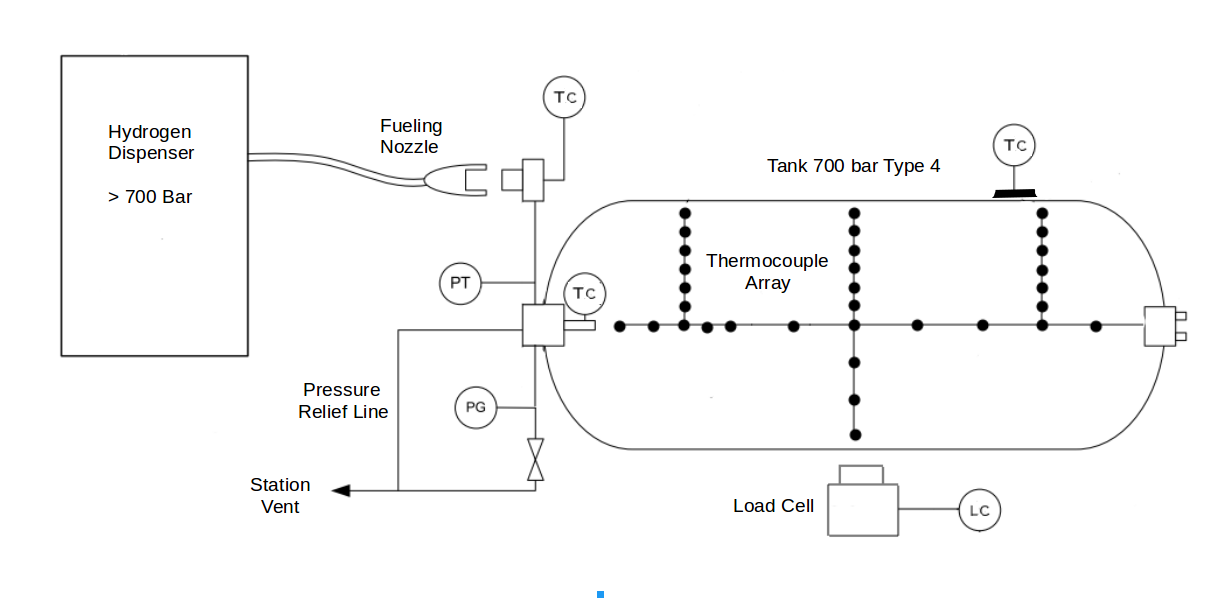 TC
Fueling
Nozzle
Hydrogen
Dispenser
> 700 Bar
TC
Tank 700 bar Type 4
Thermocouple
Array
PT
TC
Pressure
Relief Line
PG
Station
Vent
Load Cell
LC